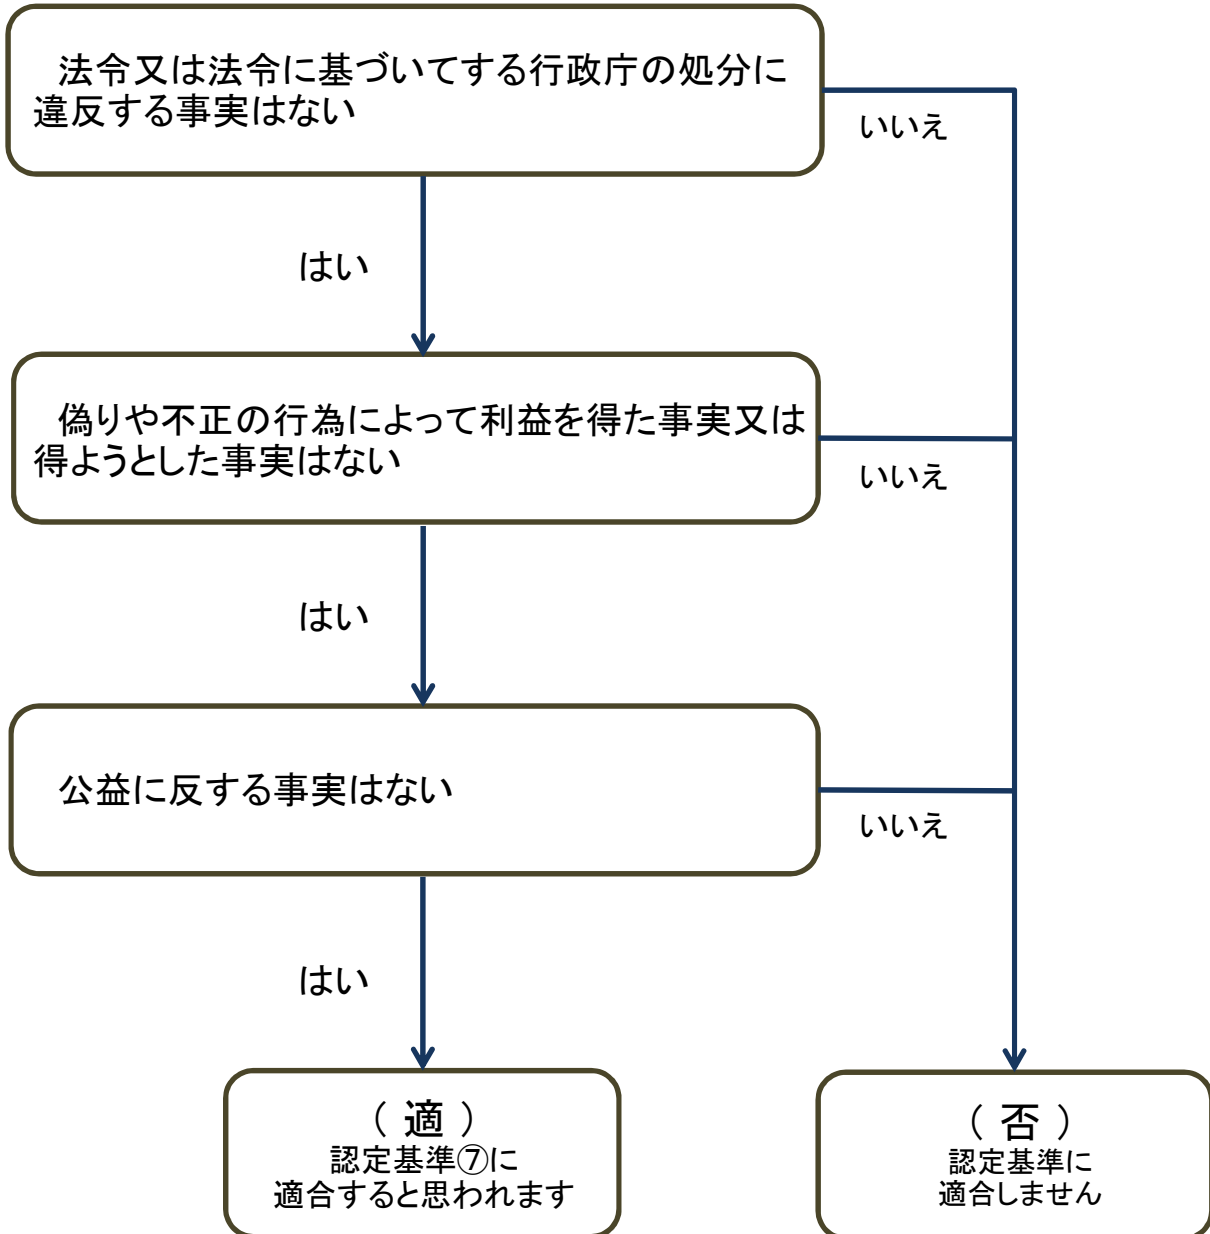 法令又は法令に基づいてする行政庁の処分に
違反する事実はない
いいえ
はい
偽りや不正の行為によって利益を得た事実又は
得ようとした事実はない
いいえ
はい
公益に反する事実はない
いいえ
はい
（ 適 ）
認定基準⑦に
適合すると思われます
（ 否 ）
認定基準に
適合しません